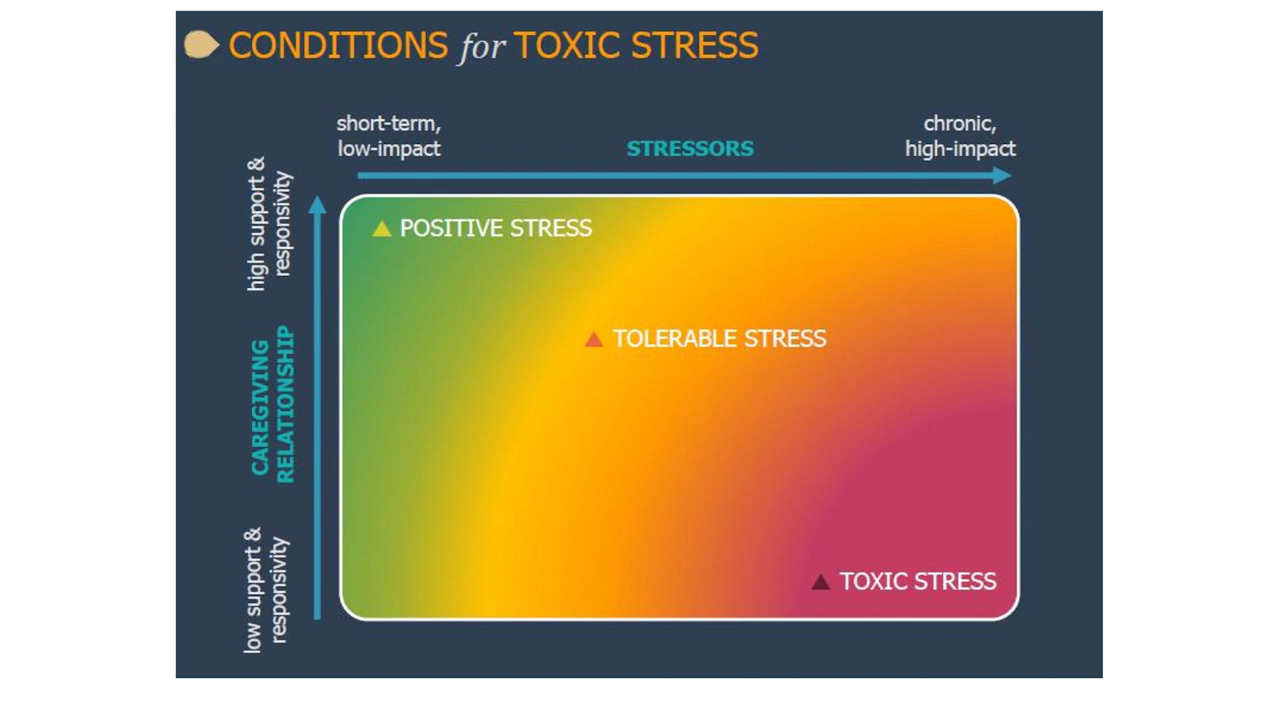 CONDITIONS for TOXIC STRESS
short-term,
low-impact
STRESSORS
chronic,
high-impact
high support &
responsivity
CAREGIVING
RELATIONSHIP
low support &
responsivity
POSITIVE STRESS
TOLERABLE STRESS
TOXIC STRESS